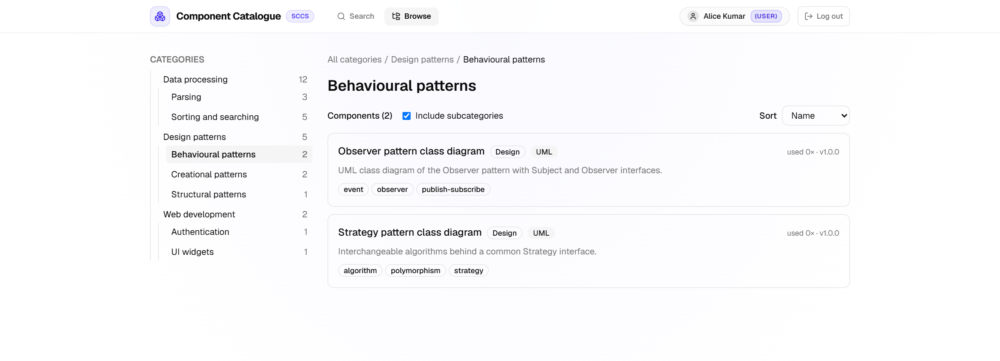 Component Catalogue SCCS Search Browse Alice Kumar (USER) Log out
CATEGORIES
Data processing 12
Parsing 3
Sorting and searching 5
Design patterns 5
Behavioural patterns 2
Creational patterns 2
Structural patterns 1
Web development 2
Authentication 1
UI widgets 1
All categories / Design patterns / Behavioural patterns
Behavioural patterns
Components (2) Include subcategories Sort Name
Observer pattern class diagram Design UML used 0× · v1.0.0
UML class diagram of the Observer pattern with Subject and Observer interfaces.
event observer publish-subscribe
Strategy pattern class diagram Design UML used 0× · v1.0.0
Interchangeable algorithms behind a common Strategy interface.
algorithm polymorphism strategy